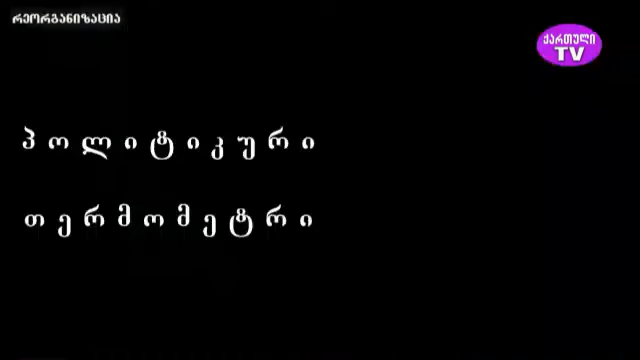 რეორგანიზაცია
ქართული
TV
პოლიტიკური
თერმომეტრი